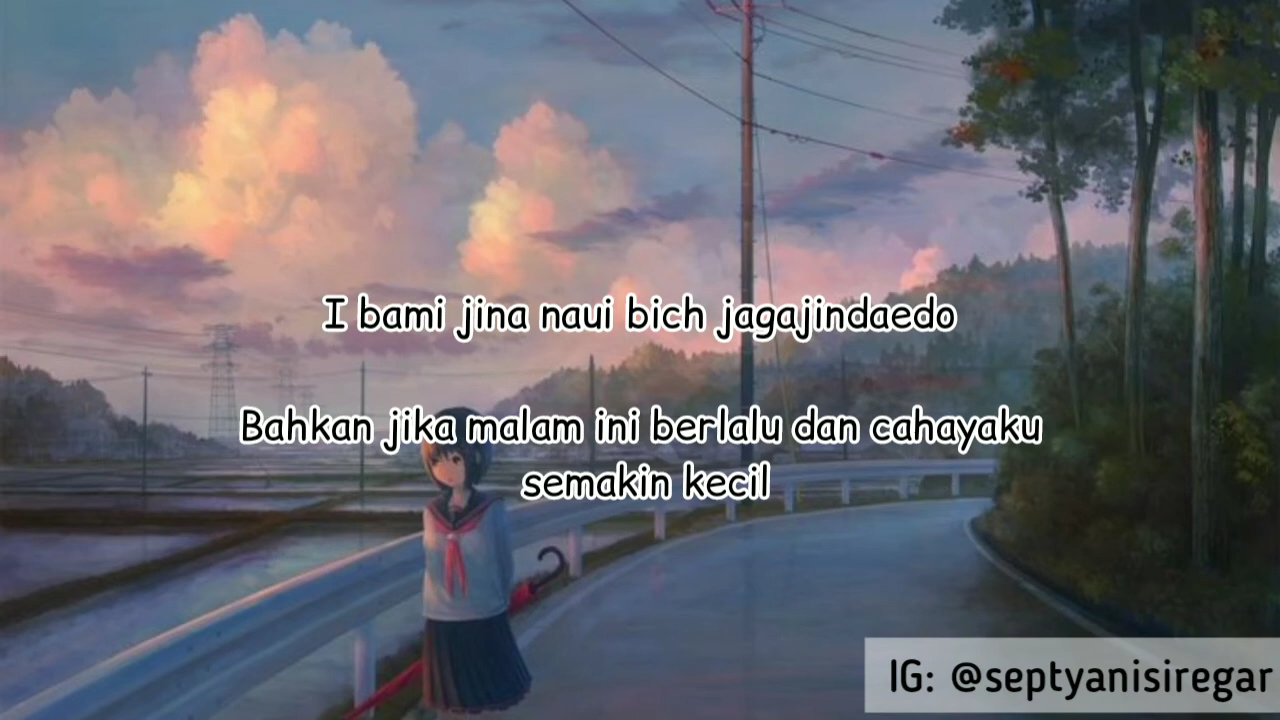 I bami jina naui bich jagajindaedo
Bahkan jika malam ini berlalu dan cahayaku
semakin kecil
IG: @septyanisiregar